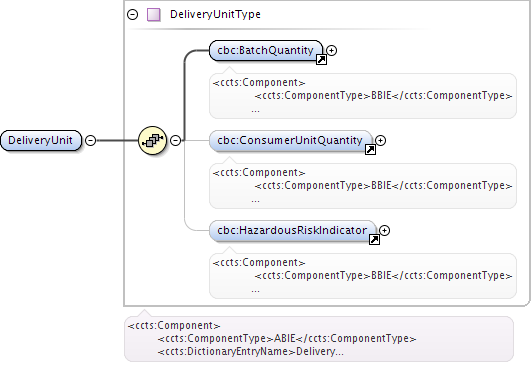 DeliveryUnitType
cbc:BatchQuantity
<ccts:Component>
<ccts:ComponentType>BBIE</ccts:ComponentType>
...
DeliveryUnit
cbc:ConsumerUnitQuantity
<ccts:Component>
<ccts:ComponentType>BBIE</ccts:ComponentType>
...
cbc:HazardousRiskIndicator
<ccts:Component>
<ccts:ComponentType>BBIE</ccts:ComponentType>
...
<ccts:Component>
<ccts:ComponentType>ABIE</ccts:ComponentType>
<ccts:DictionaryEntryName>Delivery...